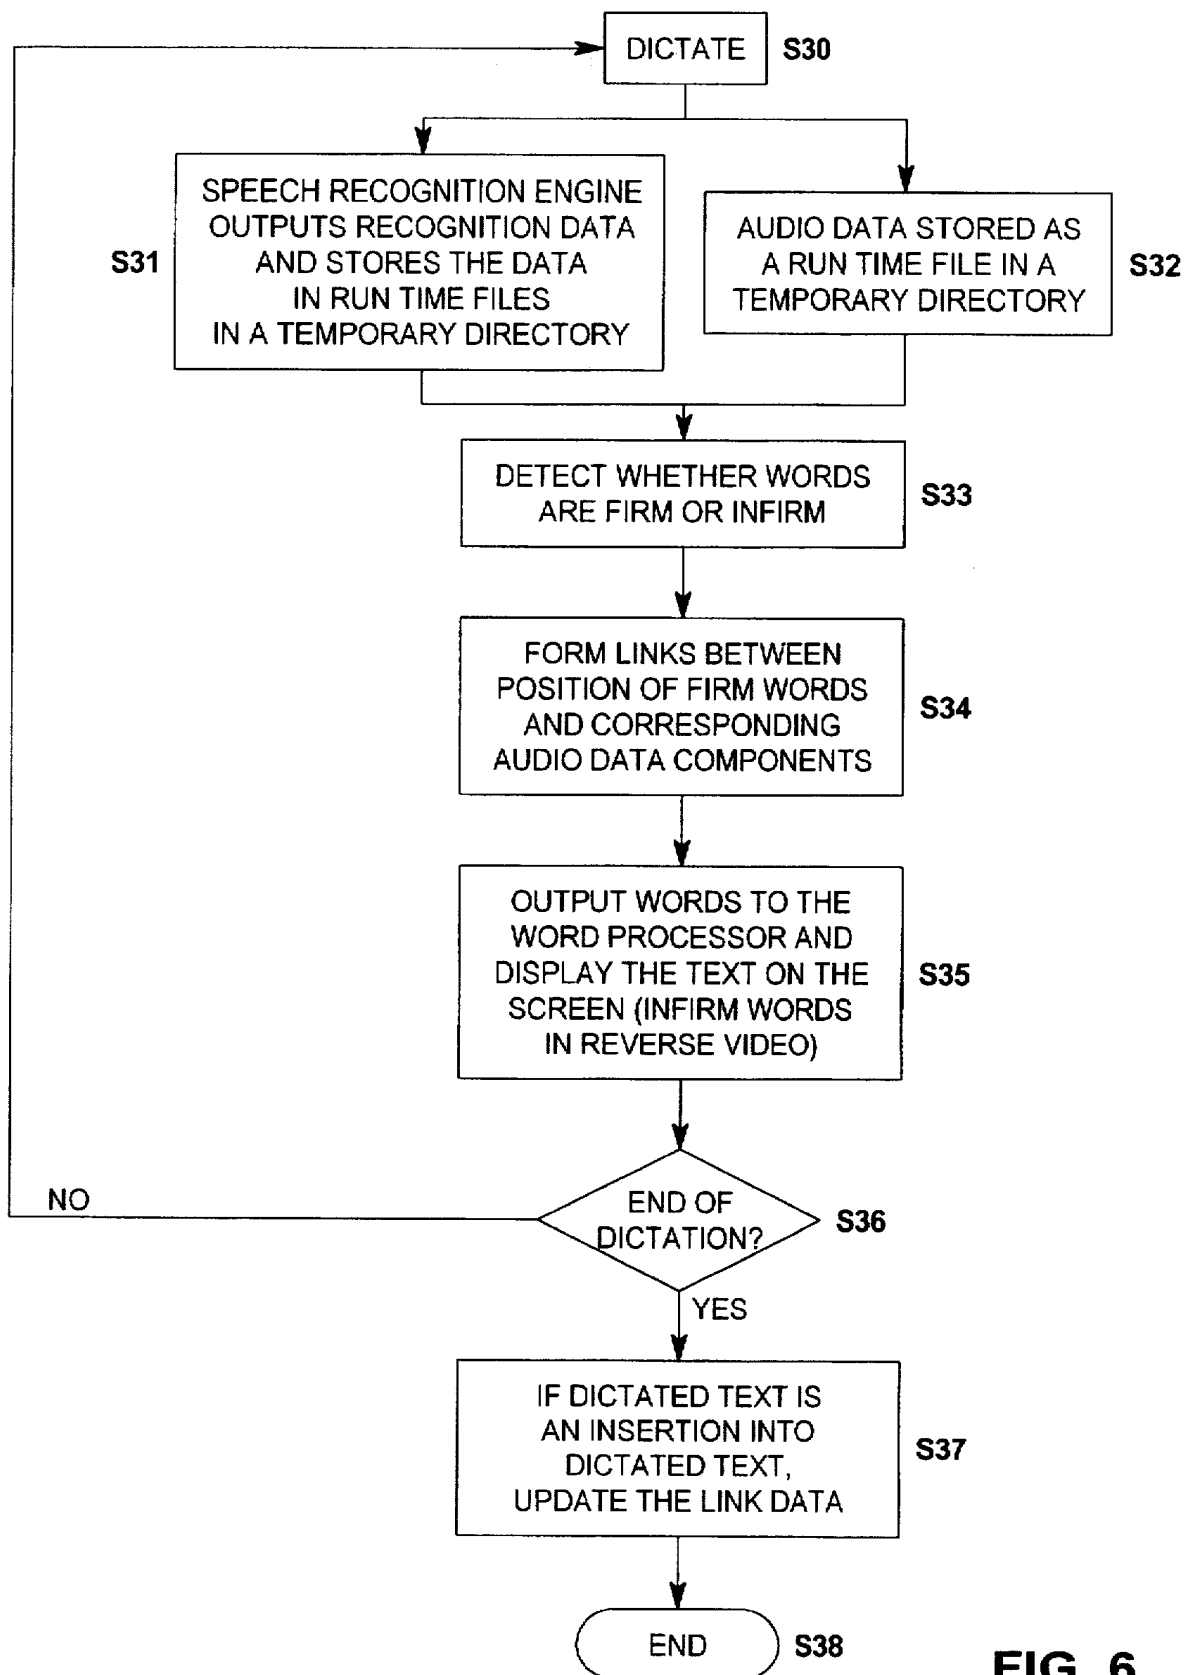 DICTATE
S30
SPEECH RECOGNITION ENGINE
OUTPUTS RECOGNITION DATA
AND STORES THE DATA
IN RUN TIME FILES
IN A TEMPORARY DIRECTORY
S31
AUDIO DATA STORED AS
A RUN TIME FILE IN A
TEMPORARY DIRECTORY
S32
DETECT WHETHER WORDS
ARE FIRM OR INFIRM
S33
FORM LINKS BETWEEN
POSITION OF FIRM WORDS
AND CORRESPONDING
AUDIO DATA COMPONENTS
S34
OUTPUT WORDS TO THE
WORD PROCESSOR AND
DISPLAY THE TEXT ON THE
SCREEN (INFIRM WORDS
IN REVERSE VIDEO)
S35
NO
END OF
DICTATION?
S36
YES
IF DICTATED TEXT IS
AN INSERTION INTO
DICTATED TEXT,
UPDATE THE LINK DATA
S37
END
S38
FIG. 6